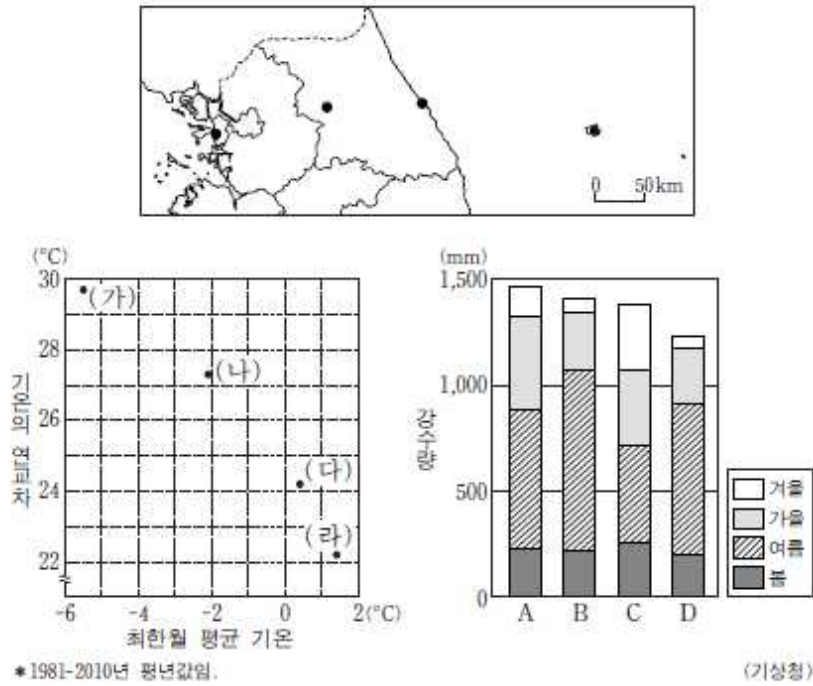 0 50km
(℃)
30
28
26
24
22
기온의 연교차
(가)
(나)
(다)
(라)
-6 -4 -2 0 2(℃)
최한월 평균 기온
(mm)
1,500
1,000
500
0
강수량
A B C D
겨울
가을
여름
봄
*1981-2010년 평년값임.
(기상청)